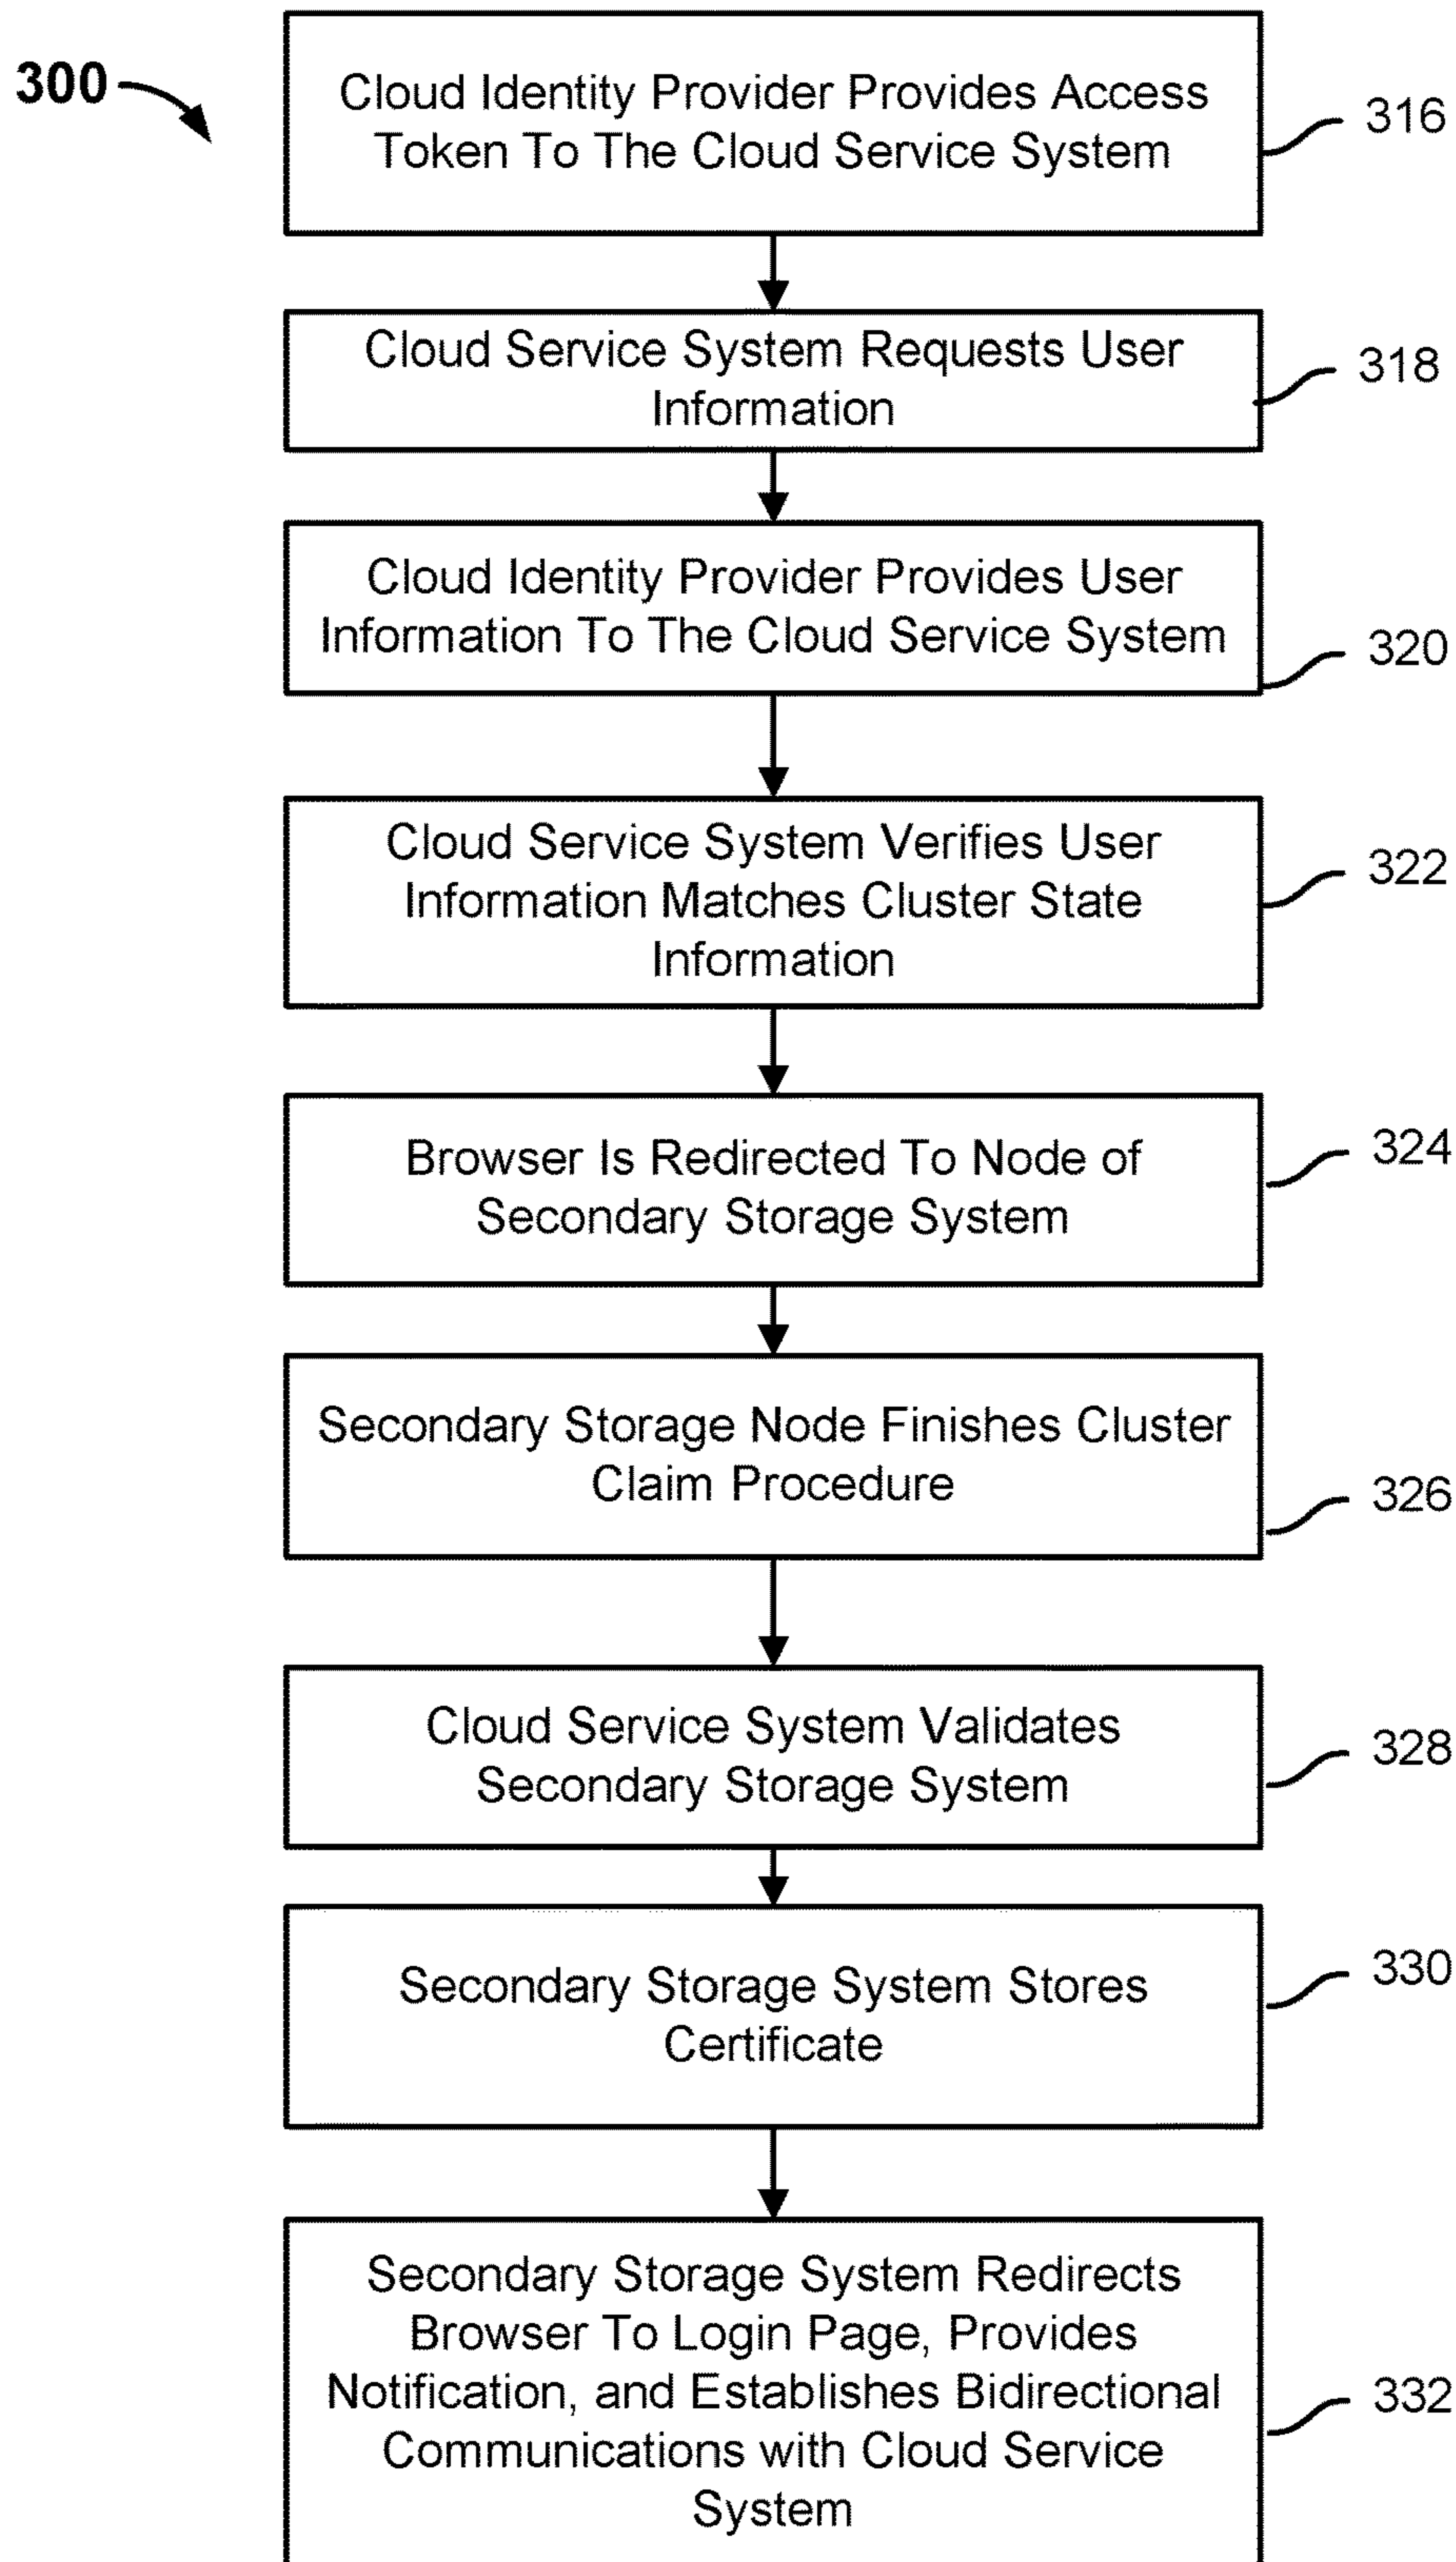 300
Cloud Identity Provider Provides Access
Token To The Cloud Service System
316
Cloud Service System Requests User
Information
318
Cloud Identity Provider Provides User
Information To The Cloud Service System
320
Cloud Service System Verifies User
Information Matches Cluster State
Information
322
Browser Is Redirected To Node of
Secondary Storage System
324
Secondary Storage Node Finishes Cluster
Claim Procedure
326
Cloud Service System Validates
Secondary Storage System
328
Secondary Storage System Stores
Certificate
330
Secondary Storage System Redirects
Browser To Login Page, Provides
Notification, and Establishes Bidirectional
Communications with Cloud Service
System
332